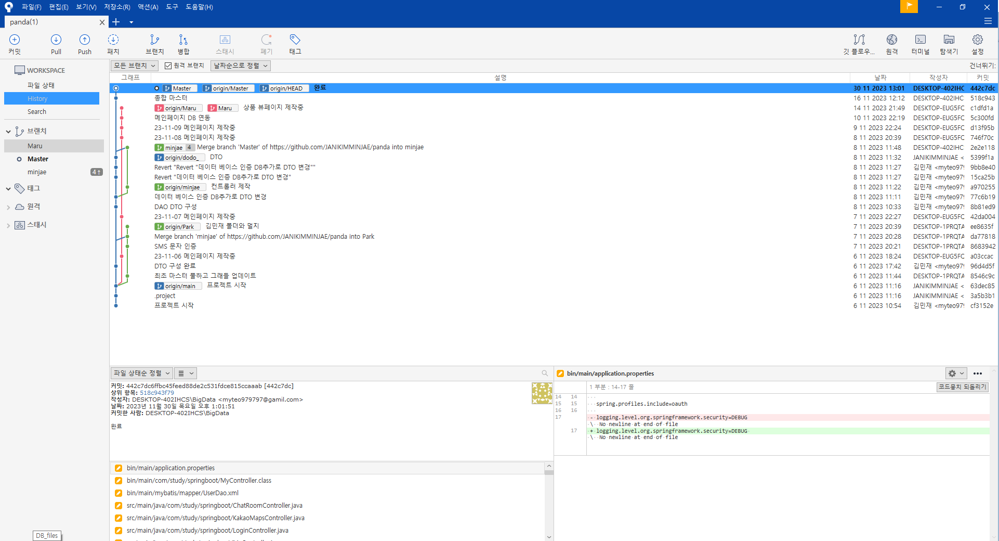 파일(F) 편집(E) 보기(V) 저장소(R) 액션(A) 도구 도움말(H)
panda(1)
커밋 Pull Push 패치 브랜치 병합 스태시 폐기 태그 깃 플로우... 원격 터미널 탐색기 설정
WORKSPACE
파일 상태
History
Search
브랜치
Maru
Master
minjae 4↑
태그
원격
스태시
모든 브랜치 원격 브랜치 날짜순으로 정렬 건너뛰기:
그래프 설명 날짜 작성자 커밋
Master origin/Master origin/HEAD 완료 30 11 2023 13:01 DESKTOP-402IHC 442c7dc
종합 마스터 16 11 2023 12:12 DESKTOP-402IHC 518c943
origin/Maru Maru 상품 뷰페이지 제작중 14 11 2023 21:49 DESKTOP-EUG5FC c1dfd1a
메인페이지 DB 연동 10 11 2023 22:19 DESKTOP-EUG5FC 5c300fd
23-11-09 메인페이지 제작중 9 11 2023 22:24 DESKTOP-EUG5FC d13f95b
23-11-08 메인페이지 제작중 8 11 2023 20:39 DESKTOP-EUG5FC 746f70c
minjae 4 Merge branch 'Master' of https://github.com/JANIKIMMINJAE/panda into minjae 8 11 2023 11:48 DESKTOP-402IHC 2e2e118
origin/dodo_ DTO 8 11 2023 11:32 JANIKIMMINJAE < 5399f1a
Revert "Revert "데이터 베이스 인증 DB추가로 DTO 변경"" 8 11 2023 11:27 김민재 <myteo979 9bb8e40
Revert "데이터 베이스 인증 DB추가로 DTO 변경" 8 11 2023 11:27 김민재 <myteo979 15ca25b
origin/minjae 컨트롤러 제작 8 11 2023 11:22 김민재 <myteo979 a970255
데이터 베이스 인증 DB추가로 DTO 변경 8 11 2023 11:11 김민재 <myteo979 77c6b19
DAO DTO 구성 8 11 2023 10:33 김민재 <myteo979 8b81ed9
23-11-07 메인페이지 제작중 7 11 2023 22:27 DESKTOP-EUG5FC 42da004
origin/Park 김민재 폴더와 멀지 7 11 2023 20:39 DESKTOP-1PRQTA ee8635f
Merge branch 'minjae' of https://github.com/JANIKIMMINJAE/panda into Park 7 11 2023 20:28 DESKTOP-1PRQTA da77818
SMS 문자 인증 7 11 2023 20:21 DESKTOP-1PRQTA 8683942
23-11-06 메인페이지 제작중 6 11 2023 18:24 DESKTOP-EUG5FC a03ccac
DTO 구성 완료 6 11 2023 17:42 김민재 <myteo979 96d4d5f
최초 마스터 풀하고 그래들 업데이트 6 11 2023 11:44 DESKTOP-1PRQTA 8546c9c
origin/main 프로젝트 시작 6 11 2023 11:16 JANIKIMMINJAE < 63dec85
.project 6 11 2023 11:16 JANIKIMMINJAE < 3a5b3b1
프로젝트 시작 6 11 2023 10:54 김민재 <myteo979 cf3152e
파일 상태순 정렬
커밋: 442c7dc6ffbc45feed88de2c531fdce815ccaaab [442c7dc]
상위 항목: 518c943f79
작성자: DESKTOP-402IHCS\BigData <myteo979797@gamil.com>
날짜: 2023년 11월 30일 목요일 오후 1:01:51
커밋한 사람: DESKTOP-402IHCS\BigData
완료
bin/main/application.properties
bin/main/com/study/springboot/MyController.class
bin/main/mybatis/mapper/UserDao.xml
src/main/java/com/study/springboot/ChatRoomController.java
src/main/java/com/study/springboot/KakaoMapsController.java
src/main/java/com/study/springboot/LoginController.java
DB_files
bin/main/application.properties
1 부분 : 14-17 줄 코드뭉치 되돌리기
14 14
15 15 spring.profiles.include=oauth
16 16
17 - logging.level.org.springframework.security=DEBUG
\ No newline at end of file
17 + logging.level.org.springframework.security=DEBUG
\ No newline at end of file